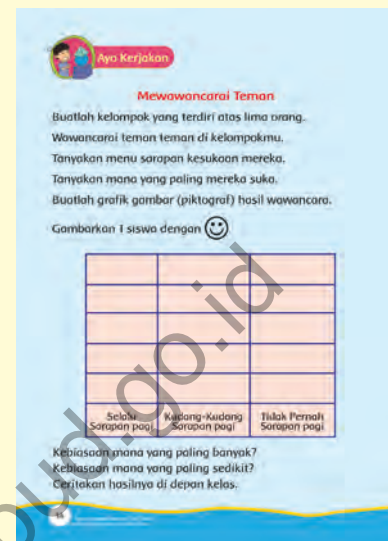 Ayo Kerjakan
Mewawancarai Teman
Buatlah kelompok yang terdiri atas lima orang.
Wawancarai teman teman di kelompokmu.
Tanyakan menu sarapan kesukaan mereka.
Tanyakan mana yang paling mereka suka.
Buatlah grafik gambar (piktograf) hasil wawancara.
Gambarkan 1 siswa dengan
Selalu Kadang-Kadang Tidak Pernah
Sarapan pagi Sarapan pagi Sarapan pagi
Kebiasaan mana yang paling banyak?
Kebiasaan mana yang paling sedikit?
Ceritakan hasilnya di depan kelas.
bud.go.id